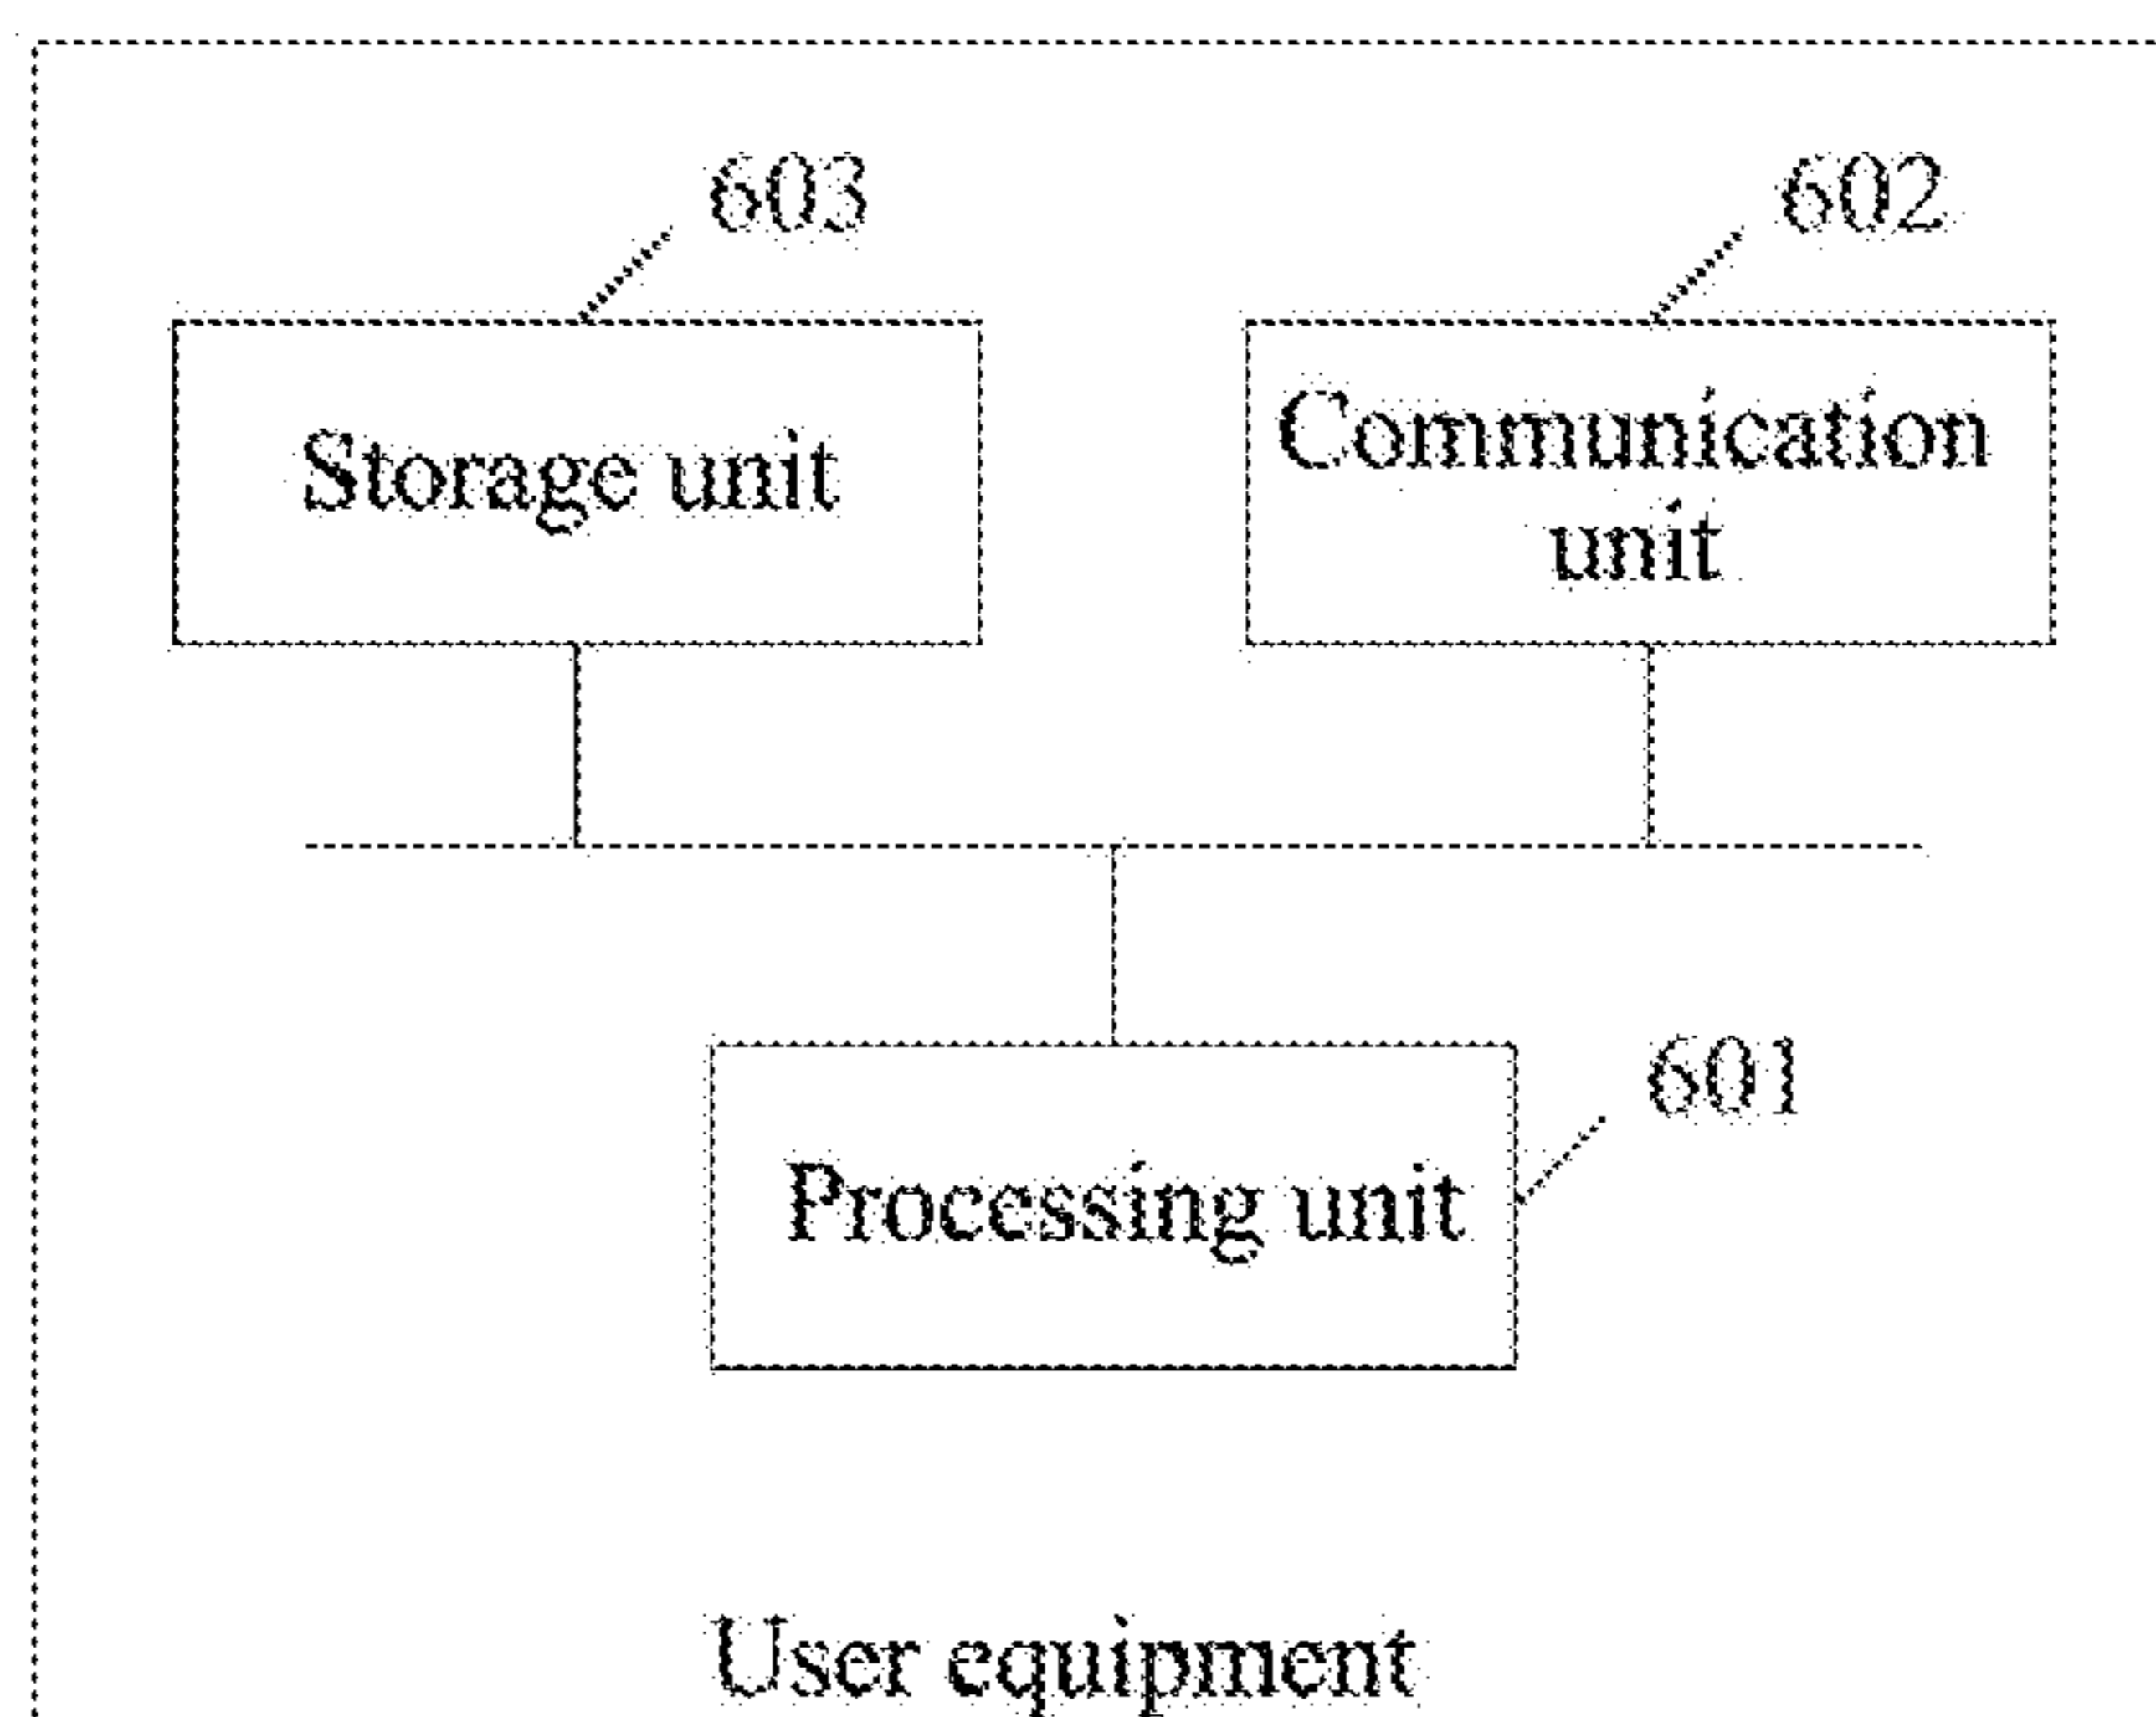 603
602
Storage unit
Communication
unit
601
Processing unit
User equipment